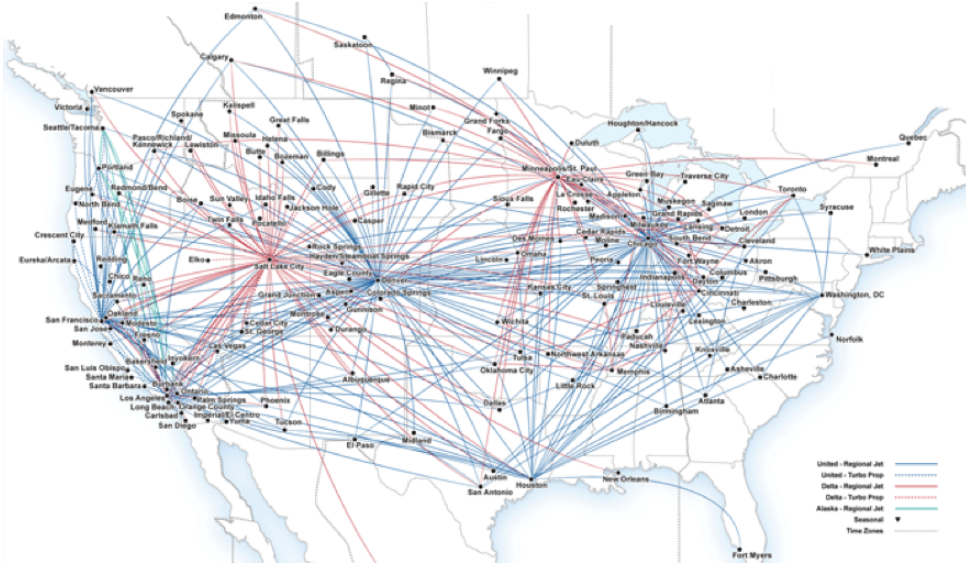 Edmonton
Saskatoon
Calgary
Regina
Winnipeg
Vancouver
Victoria
Kalispell
Minot
Spokane
Great Falls
Grand Forks
Houghton/Hancock
Seattle/Tacoma
Fargo
Bismarck
Quebec
Pasco/Richland/
Kennewick
Missoula
Helena
Lewiston
Butte
Bozeman
Billings
Duluth
Montreal
Portland
Minneapolis/St. Paul
Eau Claire
Green Bay
Traverse City
Eugene
Redmond/Bend
Boise
Sun Valley
Idaho Falls
Cody
Gillette
Rapid City
La Crosse
Appleton
Toronto
North Bend
Jackson Hole
Sioux Falls
Rochester
Muskegon
Saginaw
Medford
Klamath Falls
Twin Falls
Pocatello
Casper
Madison
Milwaukee
Grand Rapids
London
Syracuse
Crescent City
Rock Springs
Des Moines
Cedar Rapids
Lansing
Detroit
Moline
Chicago
South Bend
Cleveland
White Plains
Eureka/Arcata
Redding
Elko
Salt Lake City
Hayden/Steamboat Springs
Lincoln
Omaha
Peoria
Fort Wayne
Akron
Chico
Reno
Eagle County
Denver
Indianapolis
Dayton
Columbus
Pittsburgh
Sacramento
Grand Junction
Aspen
Colorado Springs
Kansas City
Springfield
Cincinnati
Washington, DC
Oakland
Gunnison
St. Louis
Louisville
Charleston
San Francisco
Modesto
Montrose
San Jose
Cedar City
St. George
Durango
Wichita
Paducah
Lexington
Norfolk
Monterey
Fresno
Las Vegas
Nashville
Inyokern
Bakersfield
Tulsa
Northwest Arkansas
Knoxville
San Luis Obispo
Albuquerque
Oklahoma City
Memphis
Asheville
Charlotte
Santa Maria
Burbank
Santa Barbara
Ontario
Little Rock
Los Angeles
Palm Springs
Phoenix
Dallas
Atlanta
Long Beach
Orange County
Birmingham
Carlsbad
Imperial/El Centro
San Diego
Yuma
Tucson
El Paso
Midland
Austin
San Antonio
Houston
New Orleans
Fort Myers
United - Regional Jet
United - Turbo Prop
Delta - Regional Jet
Delta - Turbo Prop
Alaska - Regional Jet
Seasonal
Time Zones